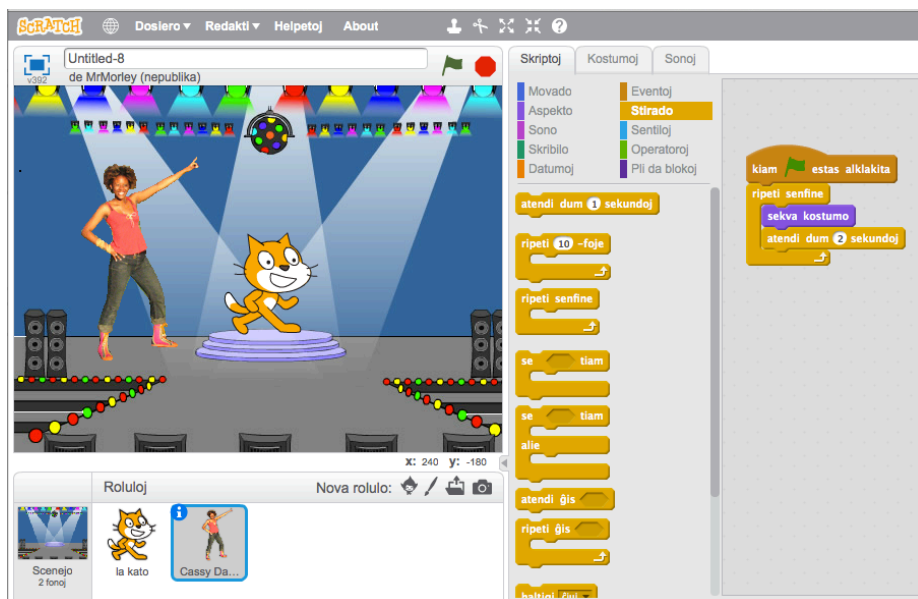 SCRATCH Dosiero ▾ Redakti ▾ Helpetoj About
v392
Untitled-8
de MrMorley (nepublika)
x: 240 y: -180
Roluloj Nova rolulo:
Scenejo
2 fonoj
la kato
Cassy Da...
Skriptoj Kostumoj Sonoj
Movado Eventoj
Aspekto Stirado
Sono Sentiloj
Skribilo Operatoroj
Datumoj Pli da blokoj
atendi dum 1 sekundoj
ripeti 10 -foje
ripeti senfine
se tiam
se tiam
alie
atendi ĝis
ripeti ĝis
haltigi ĉiuj ▾
kiam estas alklakita
ripeti senfine
sekva kostumo
atendi dum 2 sekundoj